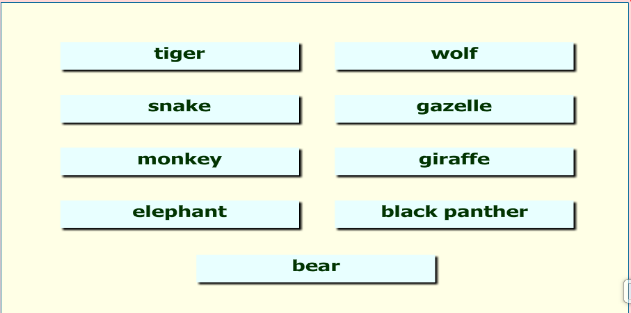 tiger
wolf
snake
gazelle
monkey
giraffe
elephant
black panther
bear